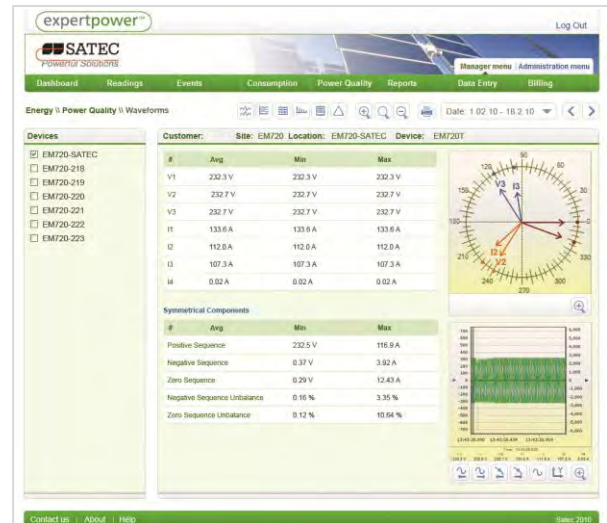 expertpower™
Log Out
SATEC
Powerful Solutions
Manager menu | Administration menu
Dashboard Readings Events Consumption Power Quality Reports Data Entry Billing
Energy \\ Power Quality \\ Waveforms
Date: 1.02.10 - 16.2.10
Devices
EM720-SATEC
EM720-218
EM720-219
EM720-220
EM720-221
EM720-222
EM720-223
Customer: Site: EM720 Location: EM720-SATEC Device: EM720T
# Avg Min Max
V1 232.3 V 232.3 V 232.3 V
V2 232.7 V 232.7 V 232.7 V
V3 232.7 V 232.7 V 232.7 V
I1 133.6 A 133.6 A 133.6 A
I2 112.0 A 112.0 A 112.0 A
I3 107.3 A 107.3 A 107.3 A
I4 0.02 A 0.02 A 0.02 A
Symmetrical Components
# Avg Min Max
Positive Sequence 232.5 V 116.9 A
Negative Sequence 0.37 V 3.92 A
Zero Sequence 0.29 V 12.43 A
Negative Sequence Unbalance 0.16 % 3.35 %
Zero Sequence Unbalance 0.12 % 10.64 %
120 60
V3 I3
150
180 0
I2
V2
210 330
240 300
270
Contact us | About | Help
Satec 2010